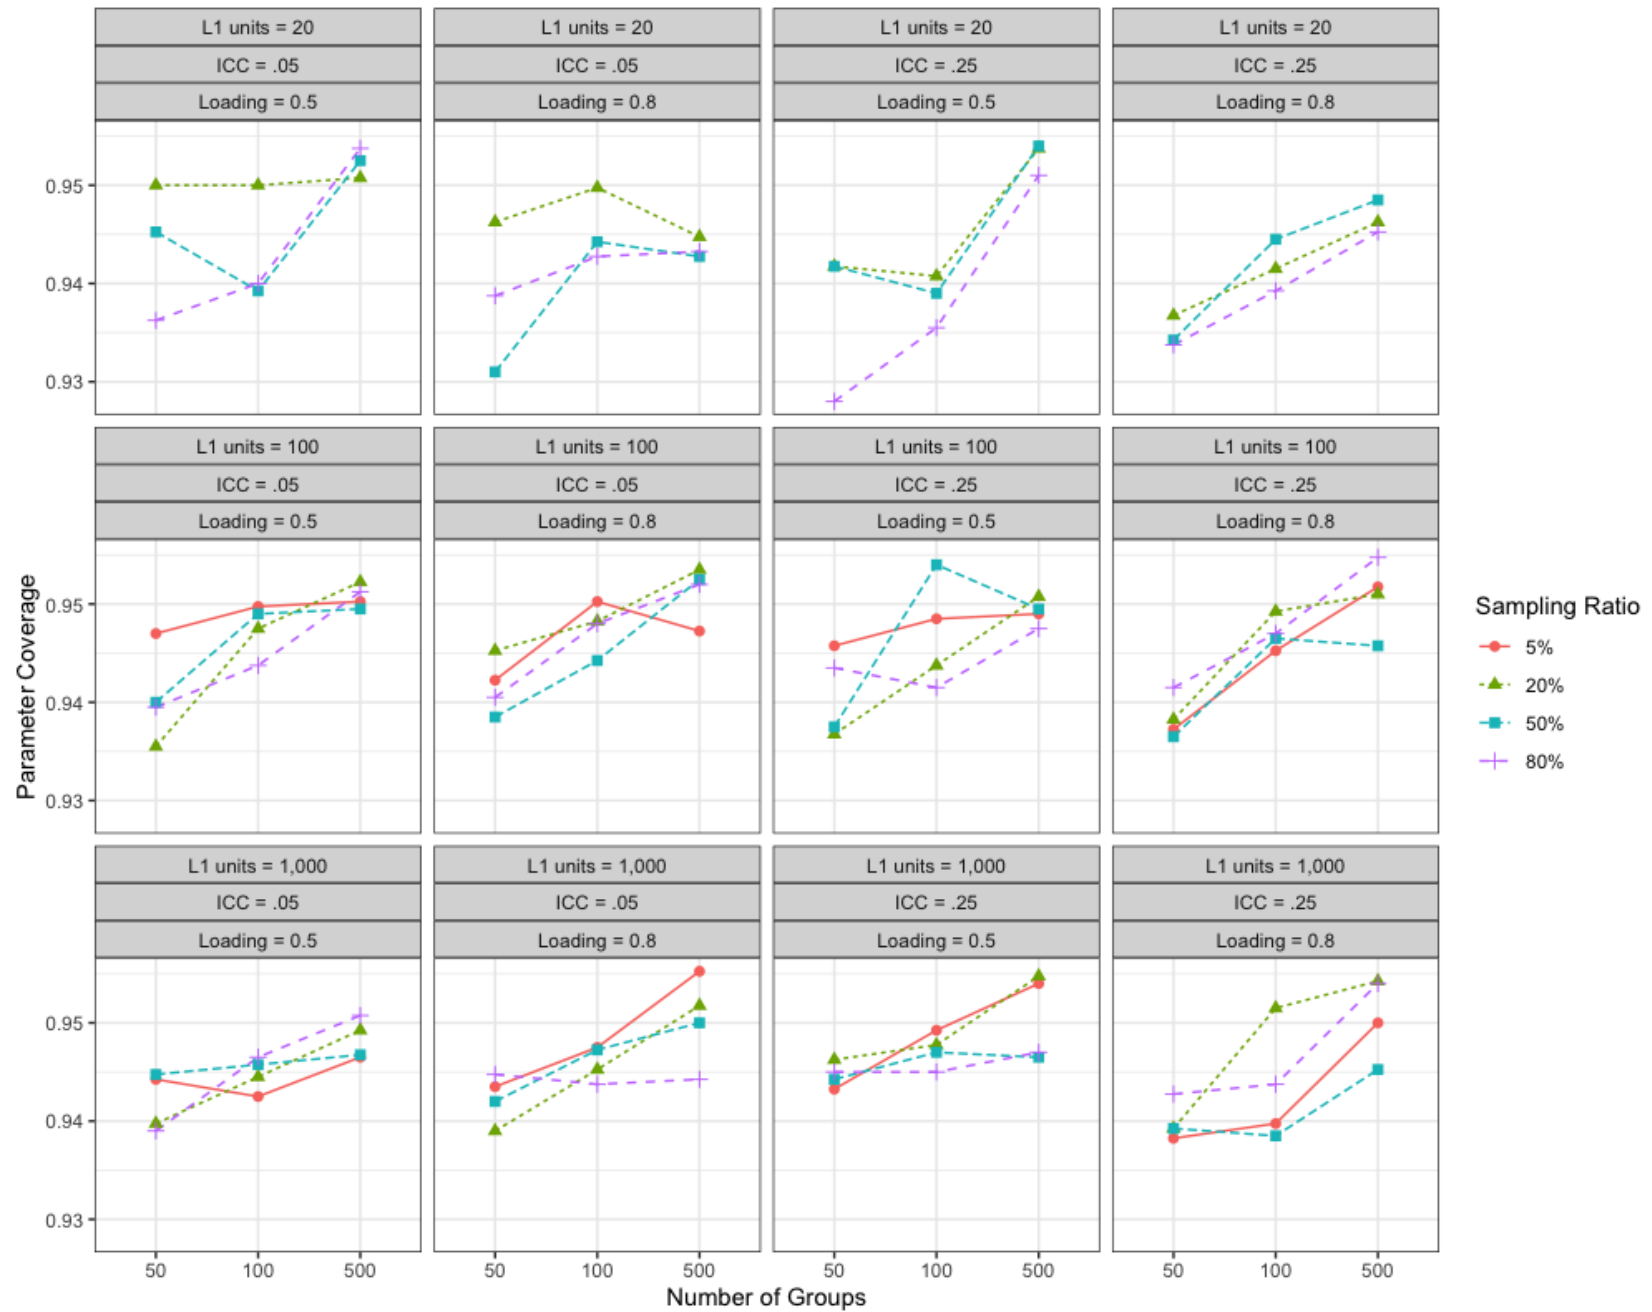 L1 units = 20
ICC = .05
Loading = 0.5
L1 units = 20
ICC = .05
Loading = 0.8
L1 units = 20
ICC = .25
Loading = 0.5
L1 units = 20
ICC = .25
Loading = 0.8
0.95
0.94
0.93
L1 units = 100
ICC = .05
Loading = 0.5
L1 units = 100
ICC = .05
Loading = 0.8
L1 units = 100
ICC = .25
Loading = 0.5
L1 units = 100
ICC = .25
Loading = 0.8
0.95
0.94
0.93
L1 units = 1,000
ICC = .05
Loading = 0.5
L1 units = 1,000
ICC = .05
Loading = 0.8
L1 units = 1,000
ICC = .25
Loading = 0.5
L1 units = 1,000
ICC = .25
Loading = 0.8
0.95
0.94
0.93
50 100 500
50 100 500
50 100 500
50 100 500
Number of Groups
Parameter Coverage
Sampling Ratio
5%
20%
50%
80%